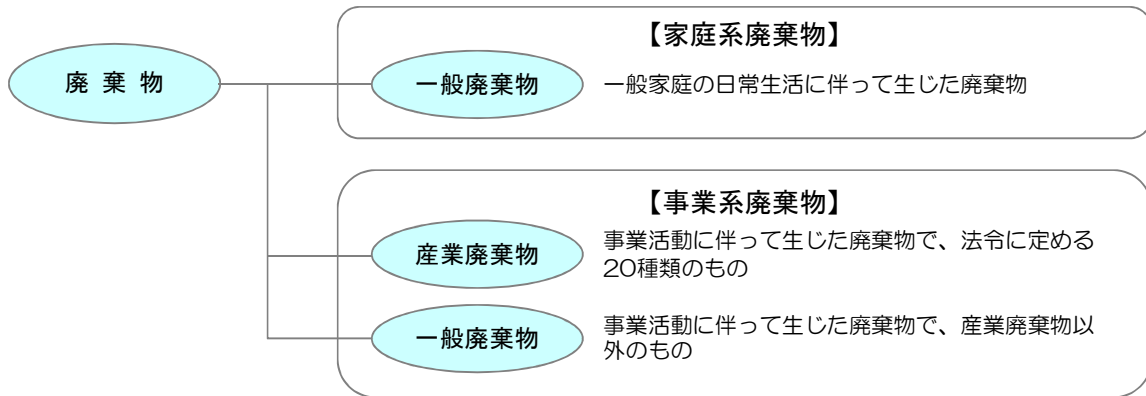 廃 棄 物
【家庭系廃棄物】
一般廃棄物
一般家庭の日常生活に伴って生じた廃棄物
【事業系廃棄物】
産業廃棄物
事業活動に伴って生じた廃棄物で、法令に定める
20種類のもの
一般廃棄物
事業活動に伴って生じた廃棄物で、産業廃棄物以
外のもの